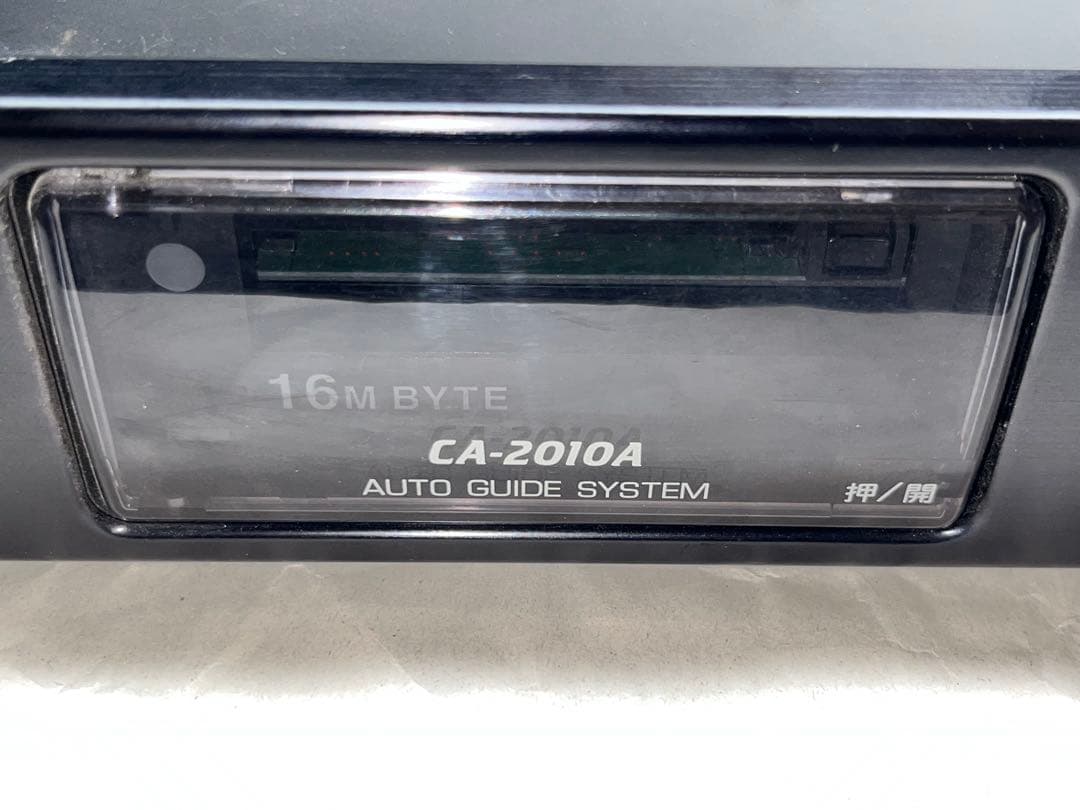 16M BYTE
CA-2010A
AUTO GUIDE SYSTEM
押/開